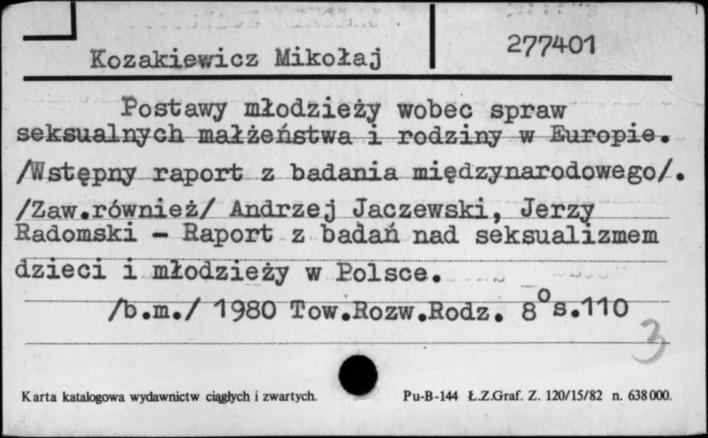 Kozakiewicz Mikołaj 277401
Postawy młodzieży wobec spraw
seksualnych małżeństwa i rodziny w Europie.
/Wstępny raport z badania międzynarodowego/.
/Zaw.również/ Andrzej Jaczewski, Jerzy
Radomski - Raport z badań nad seksualizmem
dzieci i młodzieży w Polsce.
/b.m./ 1980 Tow.Rozw.Rodz. 8°s.110
3
Karta katalogowa wydawnictw ciągłych i zwartych. Pu-B-144 Ł.Z.Graf. Z. 120/15/82 n. 638000.